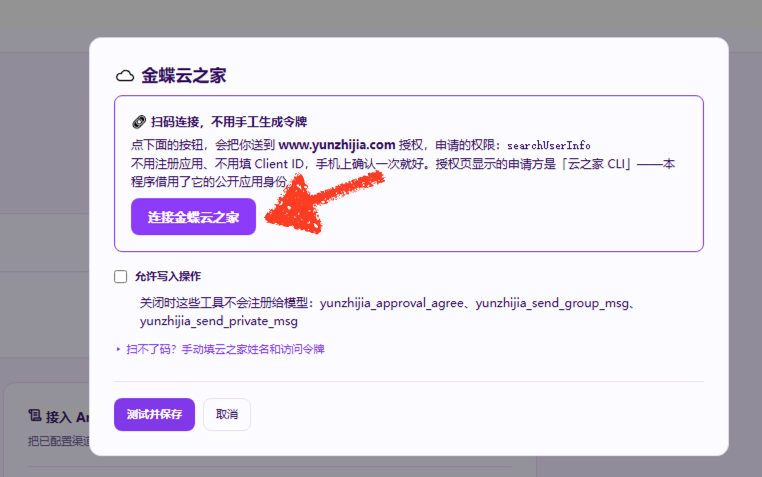 金蝶云之家
扫码连接，不用手工生成令牌
点下面的按钮，会把你送到 www.yunzhijia.com 授权，申请的权限：searchUserInfo
不用注册应用、不用填 Client ID，手机上确认一次就好。授权页显示的申请方是「云之家 CLI」——本
程序借用了它的公开应用身份
连接金蝶云之家
允许写入操作
关闭时这些工具不会注册给模型：yunzhijia_approval_agree、yunzhijia_send_group_msg、
yunzhijia_send_private_msg
扫不了码？手动填云之家姓名和访问令牌
测试并保存
取消
接入 Ar
把已配置渠道